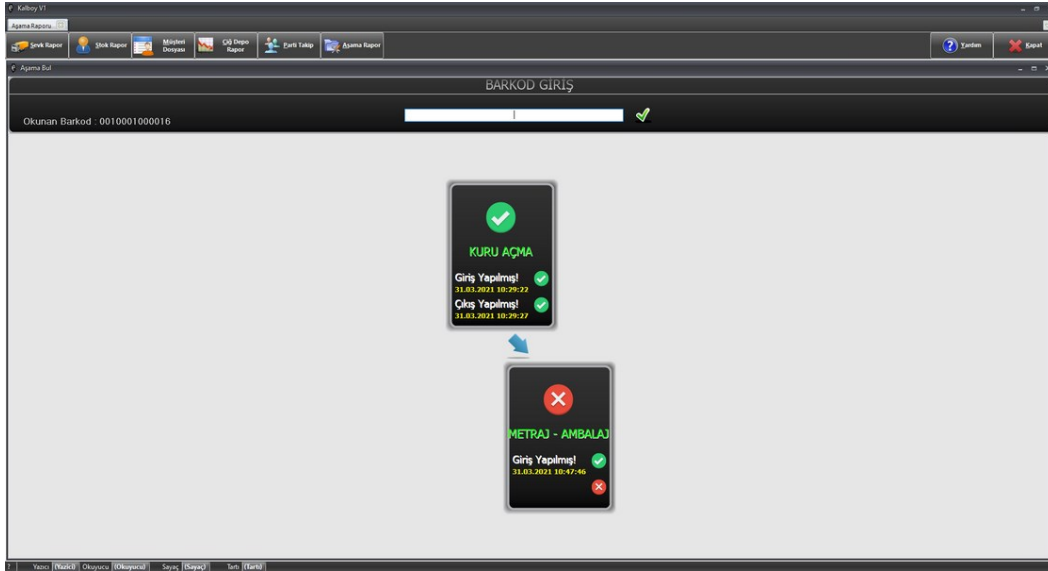 Kalboy V1
Aşama Raporu
Sevk Rapor
Stok Rapor
Müşteri Dosyası
Çiğ Depo Rapor
Parti Takip
Aşama Rapor
Yardım
Kapat
Aşama Bul
BARKOD GİRİŞ
Okunan Barkod : 0010001000016
KURU AÇMA
Giriş Yapılmış!
31.03.2021 10:29:22
Çıkış Yapılmış!
31.03.2021 10:29:27
METRAJ - AMBALAJ
Giriş Yapılmış!
31.03.2021 10:47:46
? Yazıcı (Yazici) Okuyucu (Okuyucu) Sayaç (Sayaç) Tartı (Tartı)